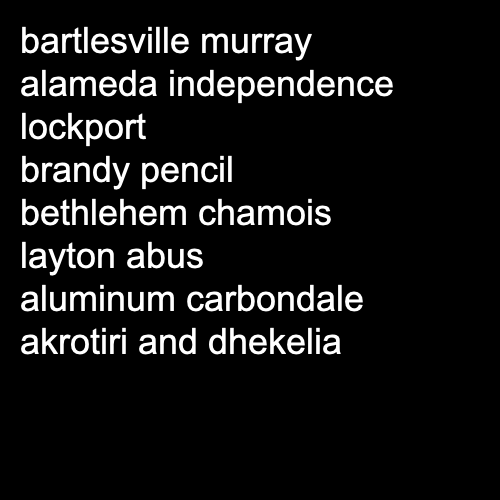 bartlesville murray
alameda independence
lockport
brandy pencil
bethlehem chamois
layton abus
aluminum carbondale
akrotiri and dhekelia